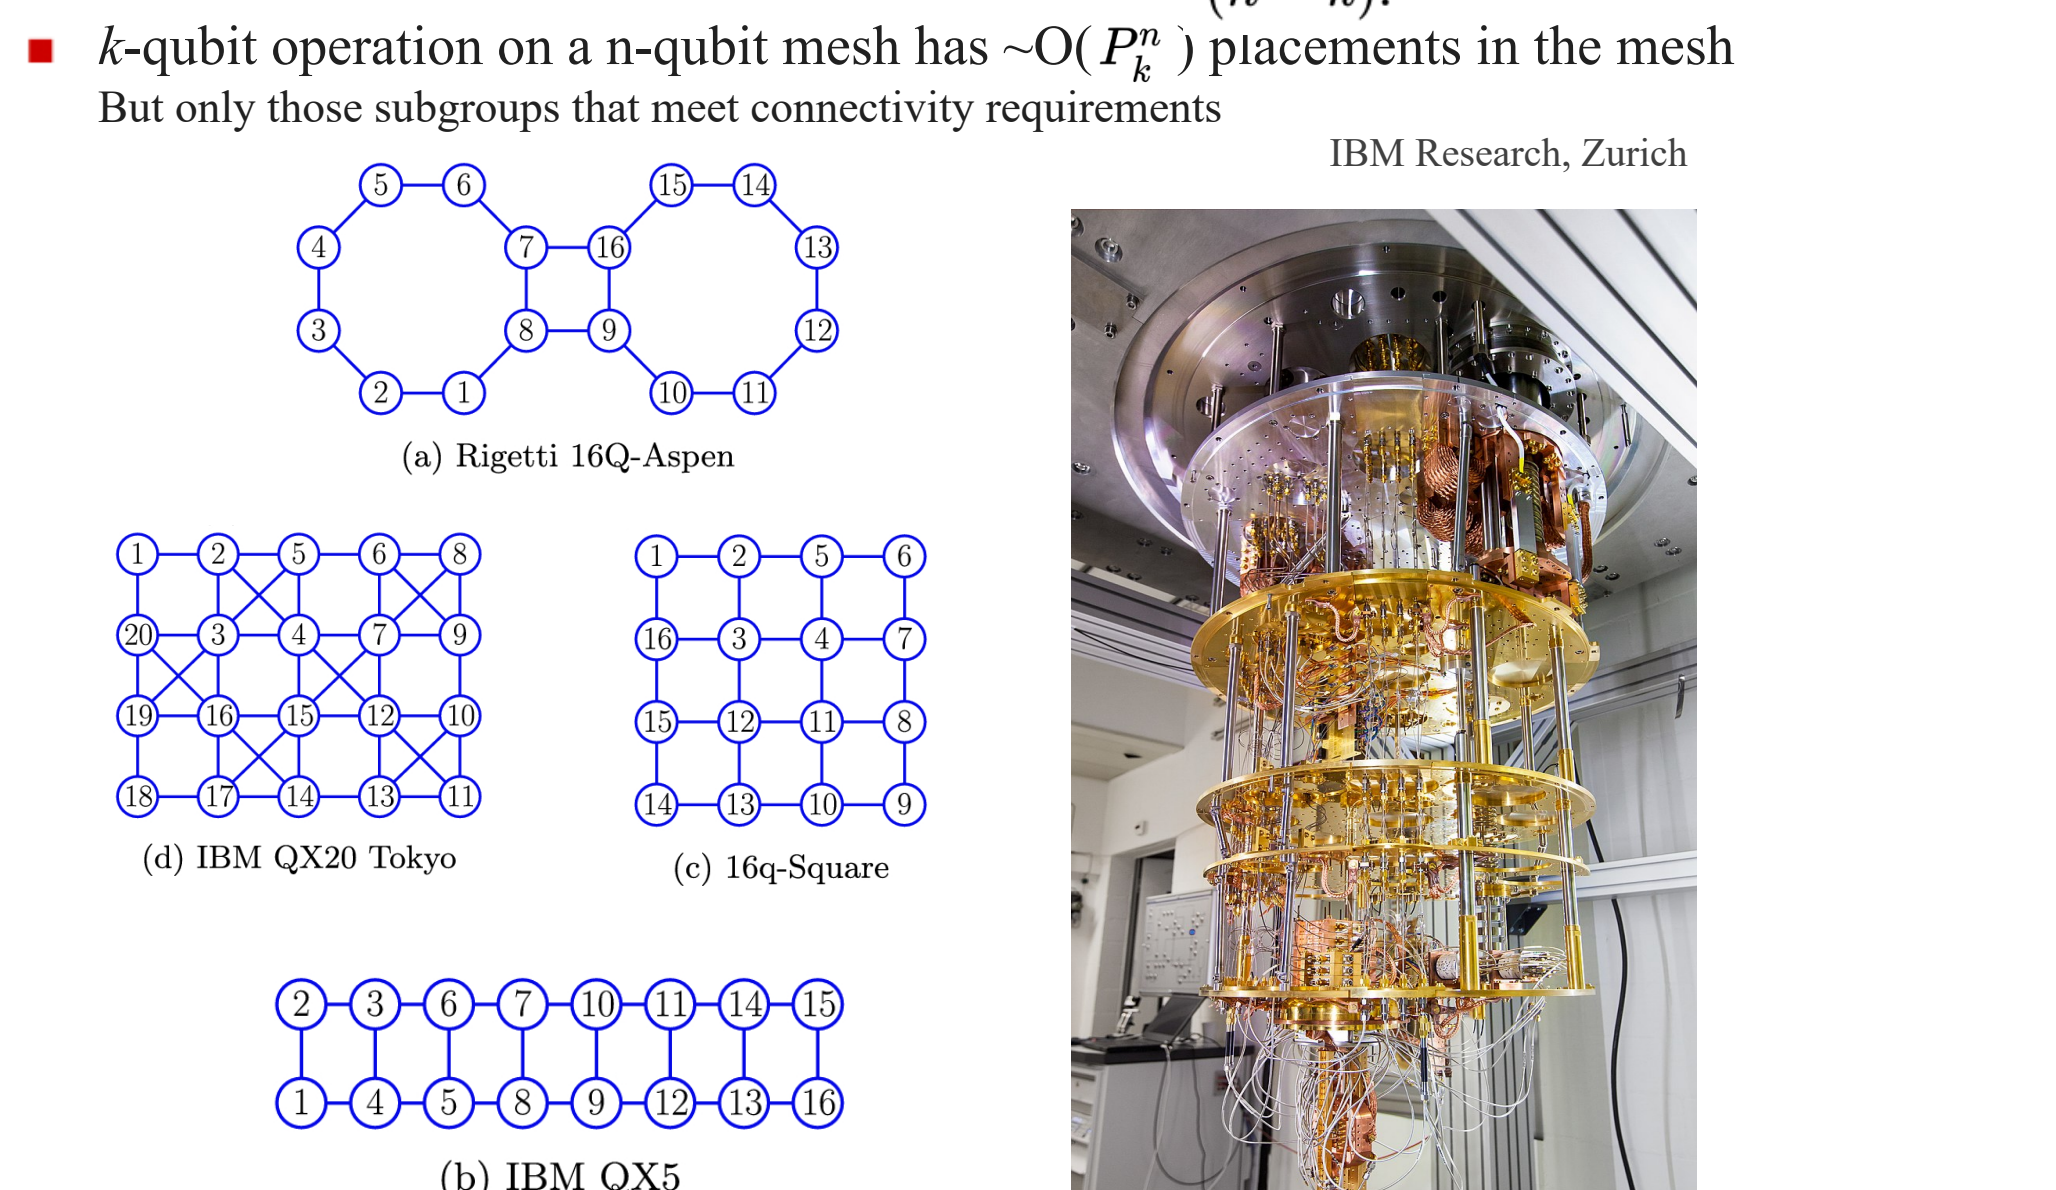 k-qubit operation on a n-qubit mesh has ~O( P^n_k ) placements in the mesh
But only those subgroups that meet connectivity requirements
IBM Research, Zurich
5 6 15 14
4 7 16 13
3 8 9 12
2 1 10 11
(a) Rigetti 16Q-Aspen
1 2 5 6 8
20 3 4 7 9
19 16 15 12 10
18 17 14 13 11
(d) IBM QX20 Tokyo
1 2 5 6
16 3 4 7
15 12 11 8
14 13 10 9
(c) 16q-Square
2 3 6 7 10 11 14 15
1 4 5 8 9 12 13 16
(b) IBM QX5